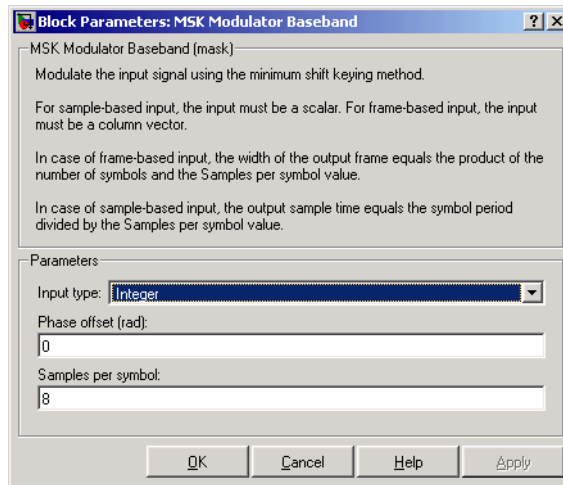 Block Parameters: MSK Modulator Baseband
MSK Modulator Baseband (mask)
Modulate the input signal using the minimum shift keying method.
For sample-based input, the input must be a scalar. For frame-based input, the input
must be a column vector.
In case of frame-based input, the width of the output frame equals the product of the
number of symbols and the Samples per symbol value.
In case of sample-based input, the output sample time equals the symbol period
divided by the Samples per symbol value.
Parameters
Input type: Integer
Phase offset (rad):
0
Samples per symbol:
8
OK Cancel Help Apply